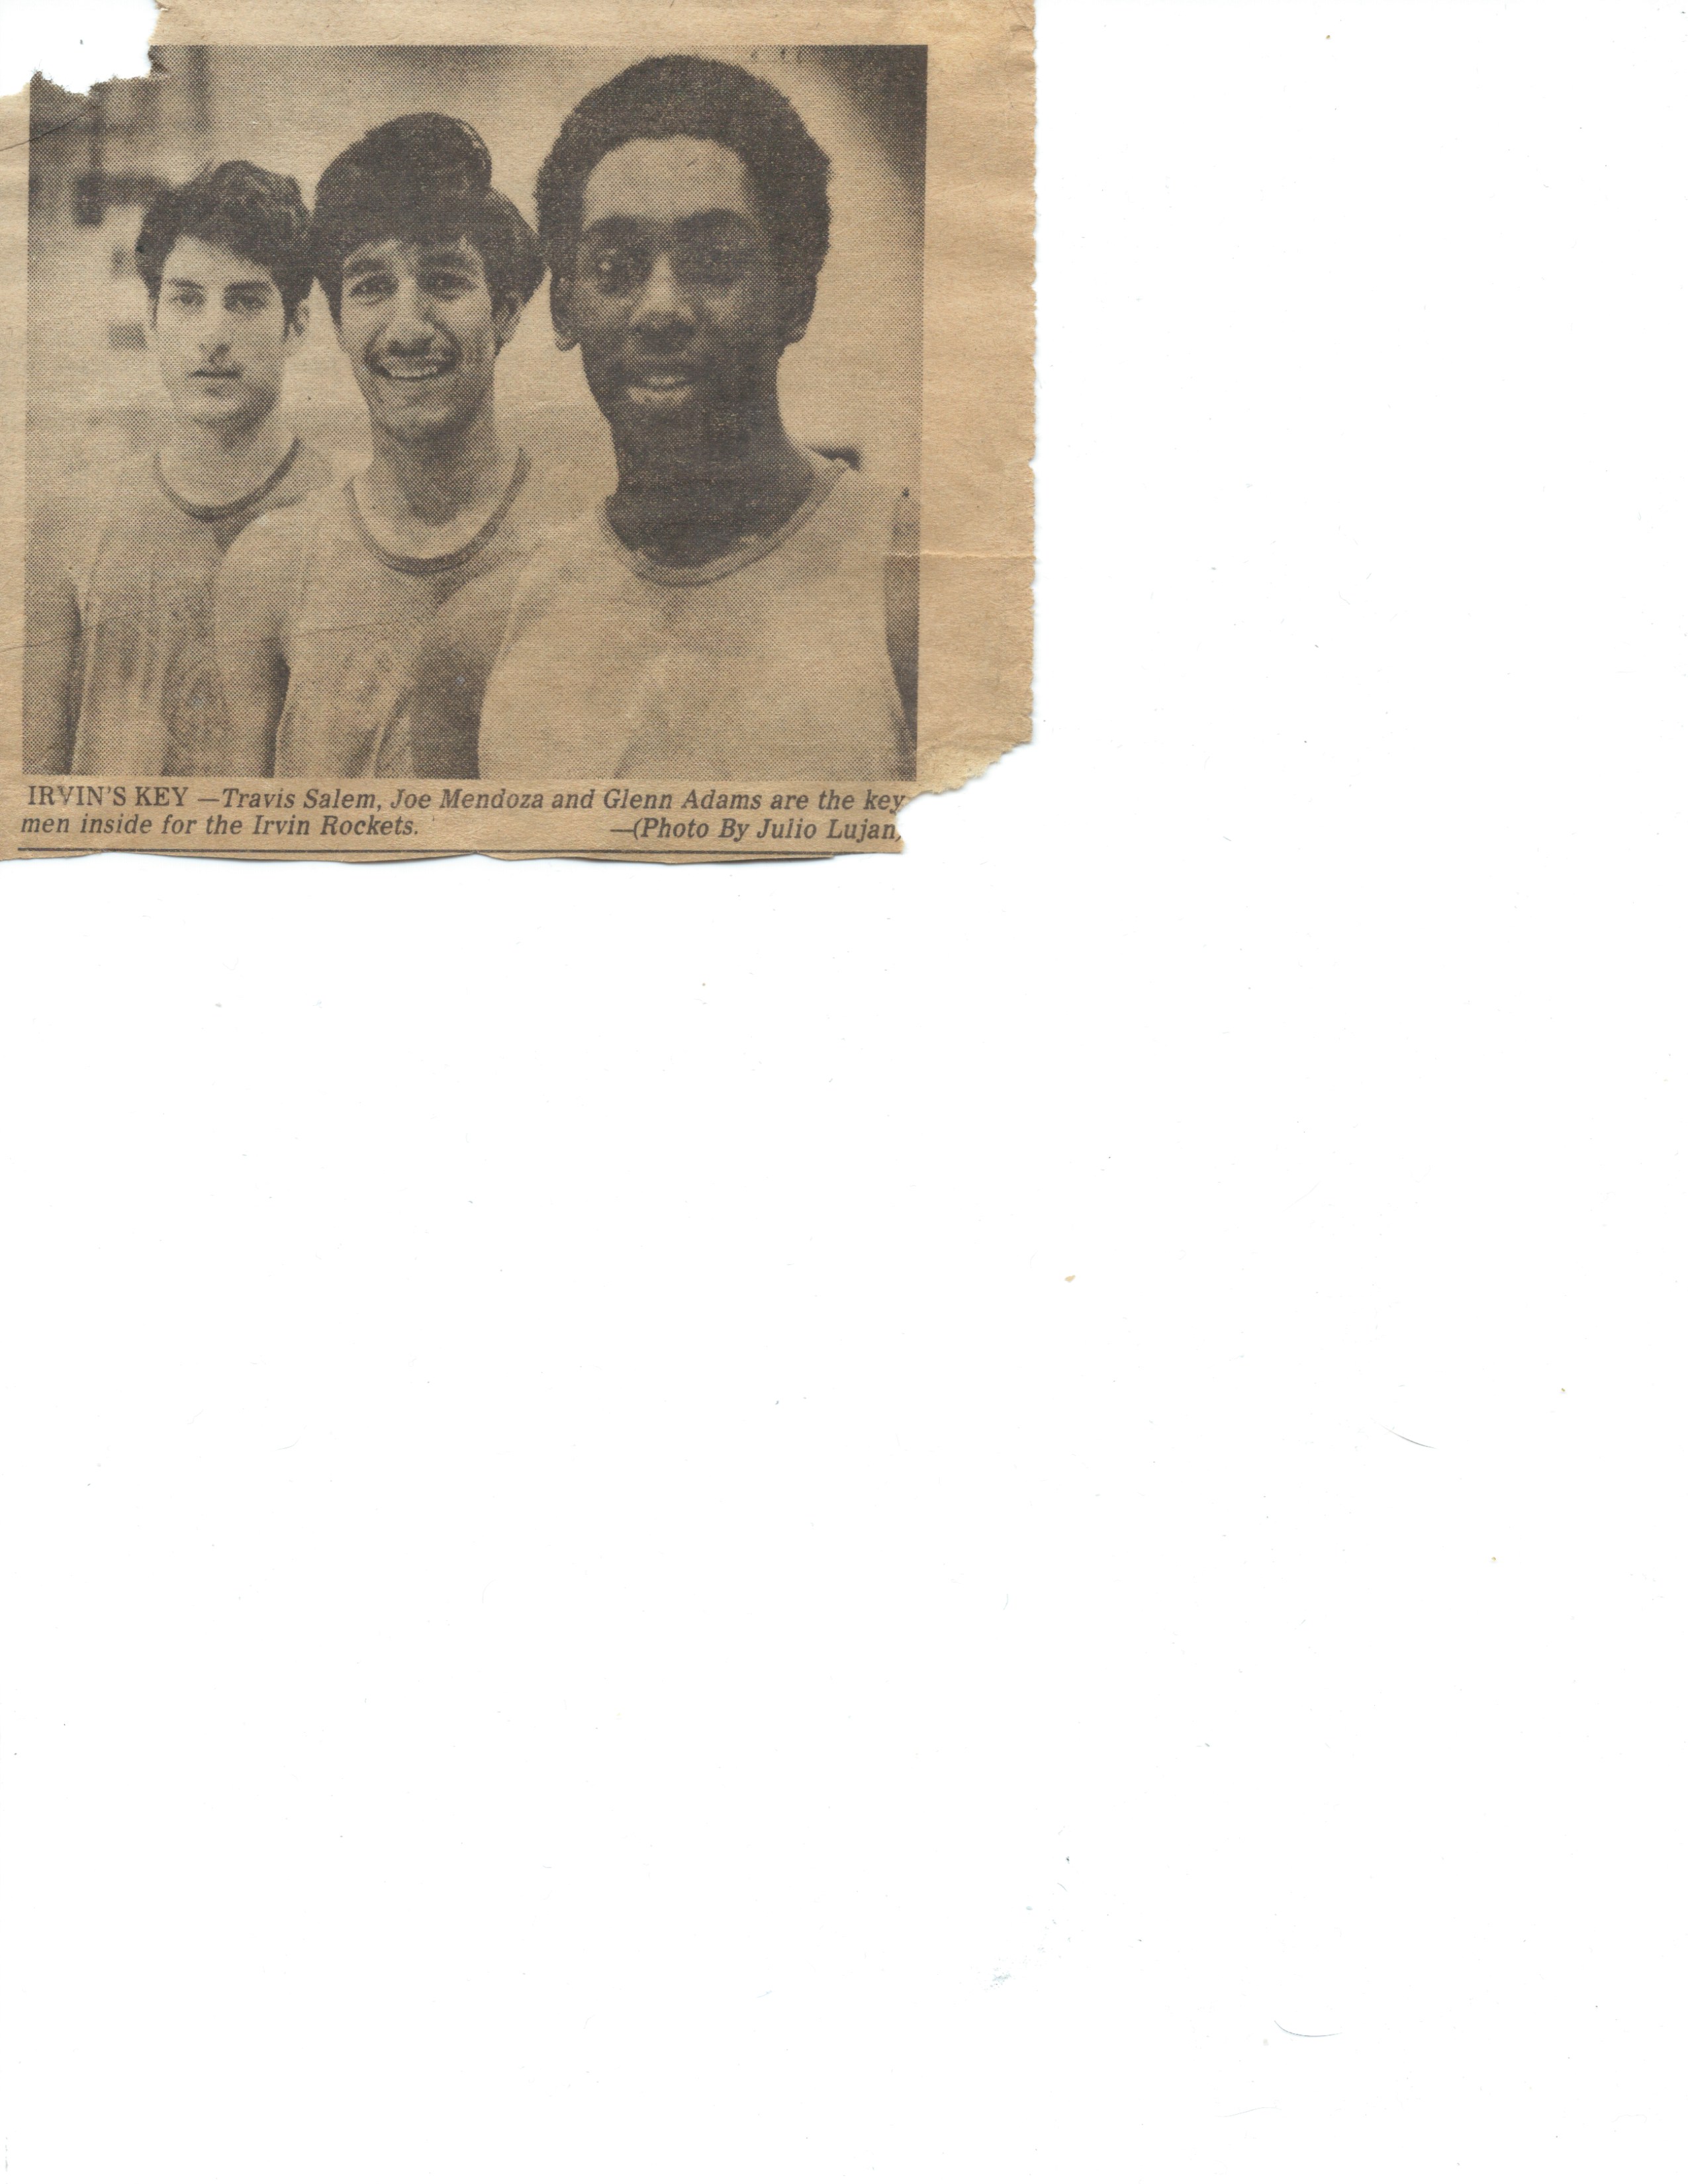 IRVIN'S KEY —Travis Salem, Joe Mendoza and Glenn Adams are the key
men inside for the Irvin Rockets. —(Photo By Julio Lujan)